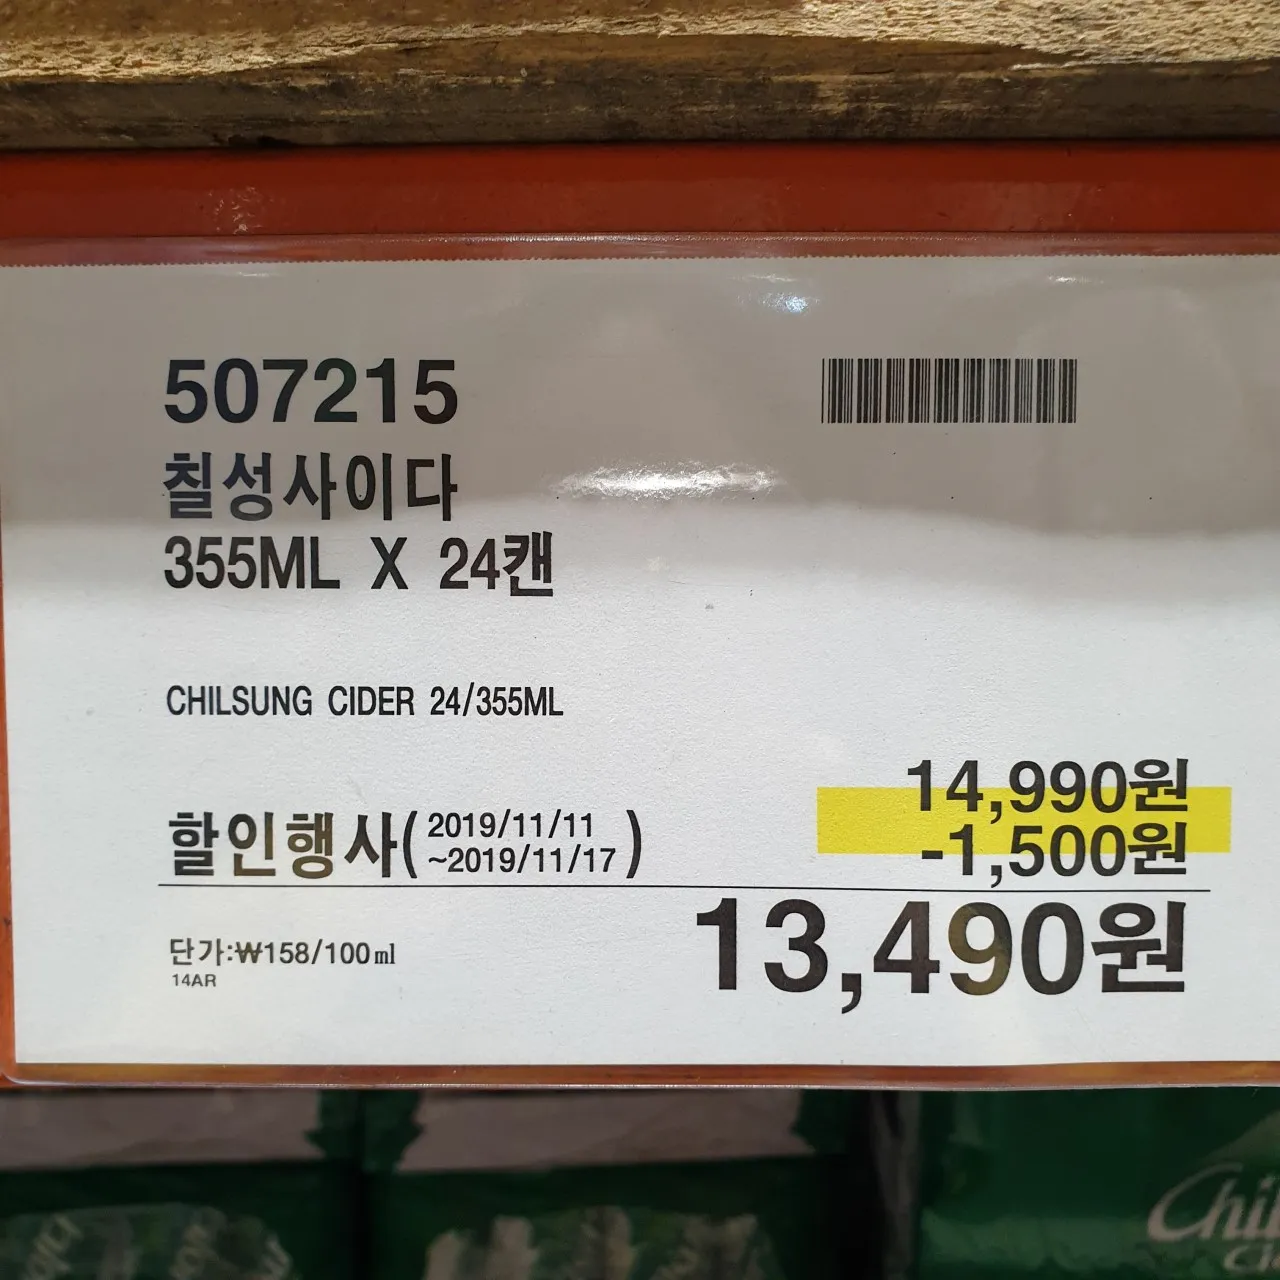 507215
칠성사이다
355ML X 24캔
CHILSUNG CIDER 24/355ML
14,990원
할인행사( 2019/11/11
~2019/11/17 )
-1,500원
13,490원
단가:₩158/100㎖
14AR